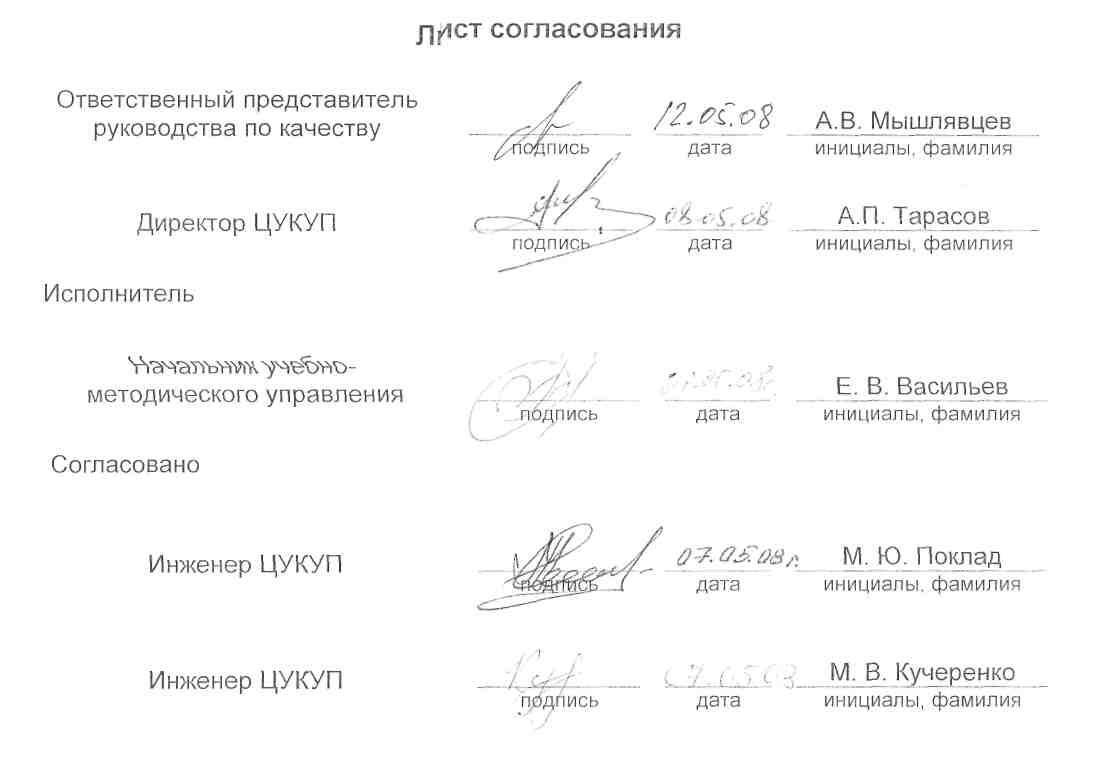 Лист согласования
Ответственный представитель
руководства по качеству
12.05.08
А.В. Мышлявцев
подпись дата инициалы, фамилия
Директор ЦУКУП
08.05.08
А.П. Тарасов
подпись дата инициалы, фамилия
Исполнитель
Начальник учебно-
методического управления
Е. В. Васильев
подпись дата инициалы, фамилия
Согласовано
Инженер ЦУКУП
07.05.08г.
М. Ю. Поклад
подпись дата инициалы, фамилия
Инженер ЦУКУП
07.05.08
М. В. Кучеренко
подпись дата инициалы, фамилия